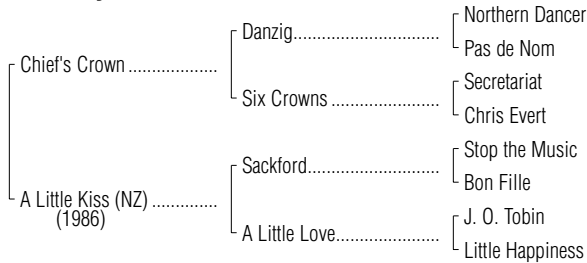 Northern Dancer
Danzig
Pas de Nom
Chief's Crown
Secretariat
Six Crowns
Chris Evert
Stop the Music
Sackford
Bon Fille
A Little Kiss (NZ)
(1986)
J. O. Tobin
A Little Love
Little Happiness